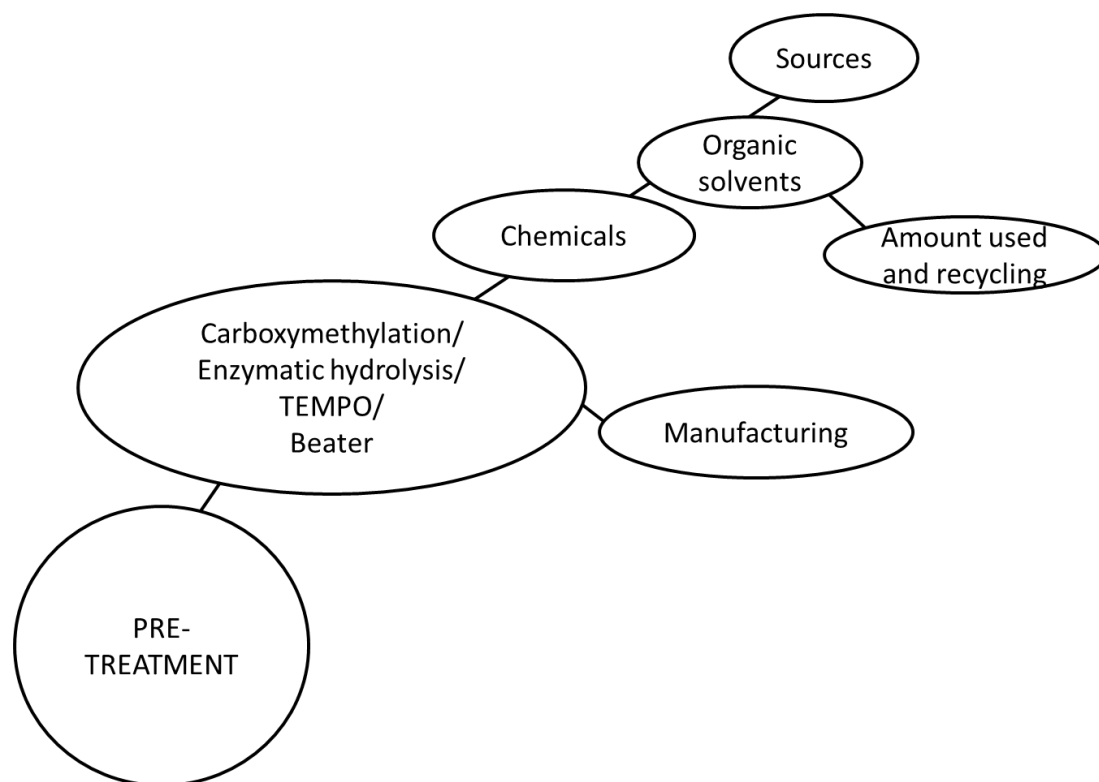 Sources
Organic
solvents
Chemicals
Amount used
and recycling
Carboxymethylation/
Enzymatic hydrolysis/
TEMPO/
Beater
Manufacturing
PRE-
TREATMENT